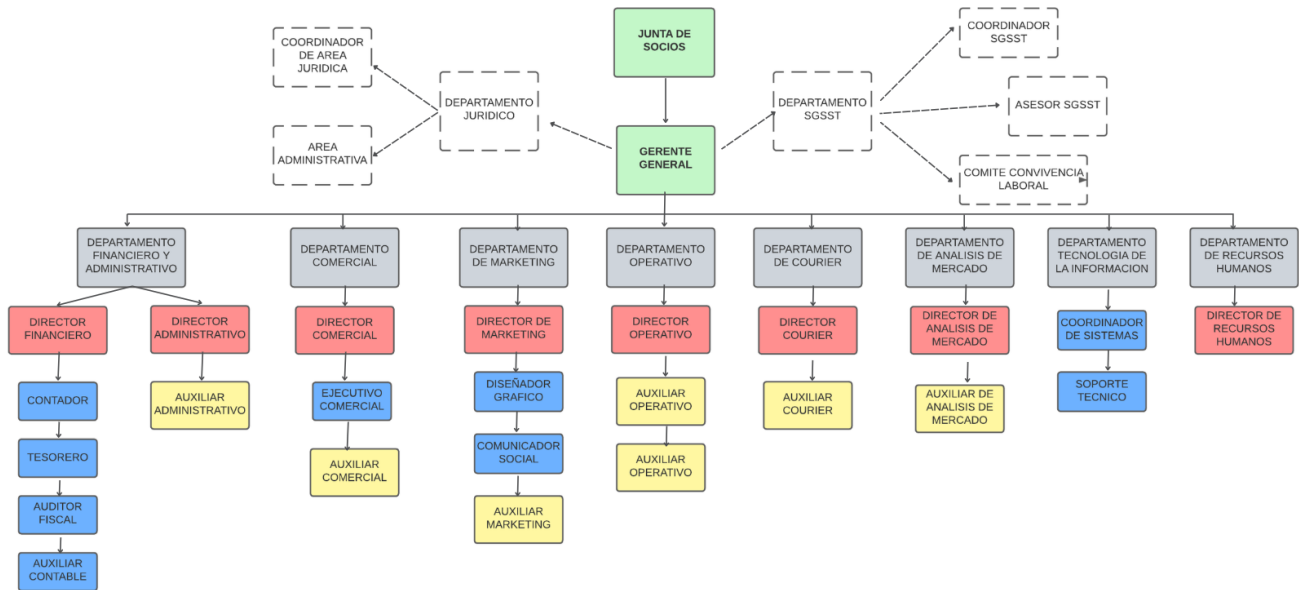 JUNTA DE
SOCIOS
COORDINADOR
DE AREA
JURIDICA
COORDINADOR
SGSST
DEPARTAMENTO
JURIDICO
DEPARTAMENTO
SGSST
ASESOR SGSST
AREA
ADMINISTRATIVA
GERENTE
GENERAL
COMITE CONVIVENCIA
LABORAL
DEPARTAMENTO
FINANCIERO Y
ADMINISTRATIVO
DEPARTAMENTO
COMERCIAL
DEPARTAMENTO
DE MARKETING
DEPARTAMENTO
OPERATIVO
DEPARTAMENTO
DE COURIER
DEPARTAMENTO
DE ANALISIS DE
MERCADO
DEPARTAMENTO
TECNOLOGIA DE
LA INFORMACION
DEPARTAMENTO
DE RECURSOS
HUMANOS
DIRECTOR
FINANCIERO
DIRECTOR
ADMINISTRATIVO
DIRECTOR
COMERCIAL
DIRECTOR DE
MARKETING
DIRECTOR
OPERATIVO
DIRECTOR
COURIER
DIRECTOR DE
ANALISIS DE
MERCADO
COORDINADOR
DE SISTEMAS
DIRECTOR DE
RECURSOS
HUMANOS
CONTADOR
AUXILIAR
ADMINISTRATIVO
EJECUTIVO
COMERCIAL
DISEÑADOR
GRAFICO
AUXILIAR
OPERATIVO
AUXILIAR
COURIER
AUXILIAR DE
ANALISIS DE
MERCADO
SOPORTE
TECNICO
TESORERO
AUXILIAR
COMERCIAL
COMUNICADOR
SOCIAL
AUXILIAR
OPERATIVO
AUDITOR
FISCAL
AUXILIAR
MARKETING
AUXILIAR
CONTABLE